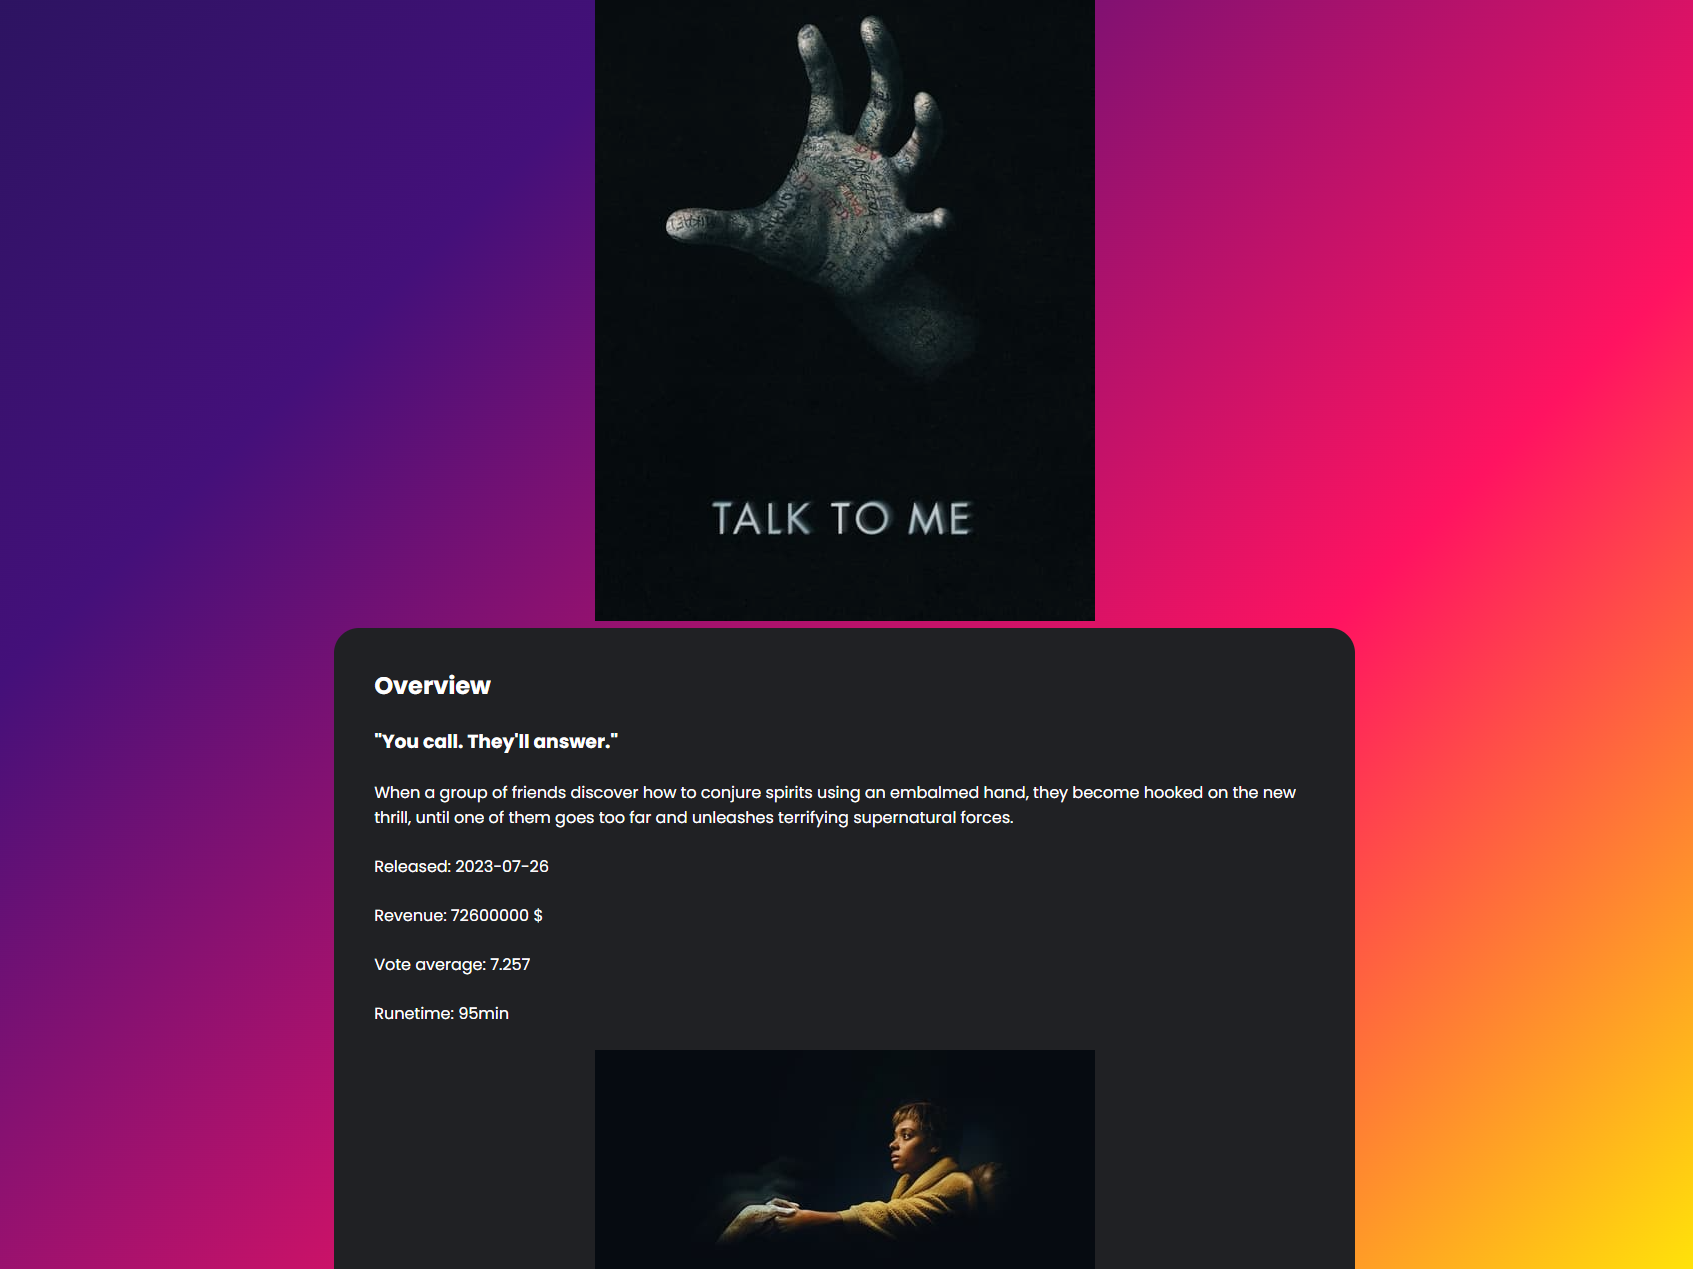 TALK TO ME
Overview
"You call. They'll answer."
When a group of friends discover how to conjure spirits using an embalmed hand, they become hooked on the new
thrill, until one of them goes too far and unleashes terrifying supernatural forces.
Released: 2023-07-26
Revenue: 72600000 $
Vote average: 7.257
Runetime: 95min